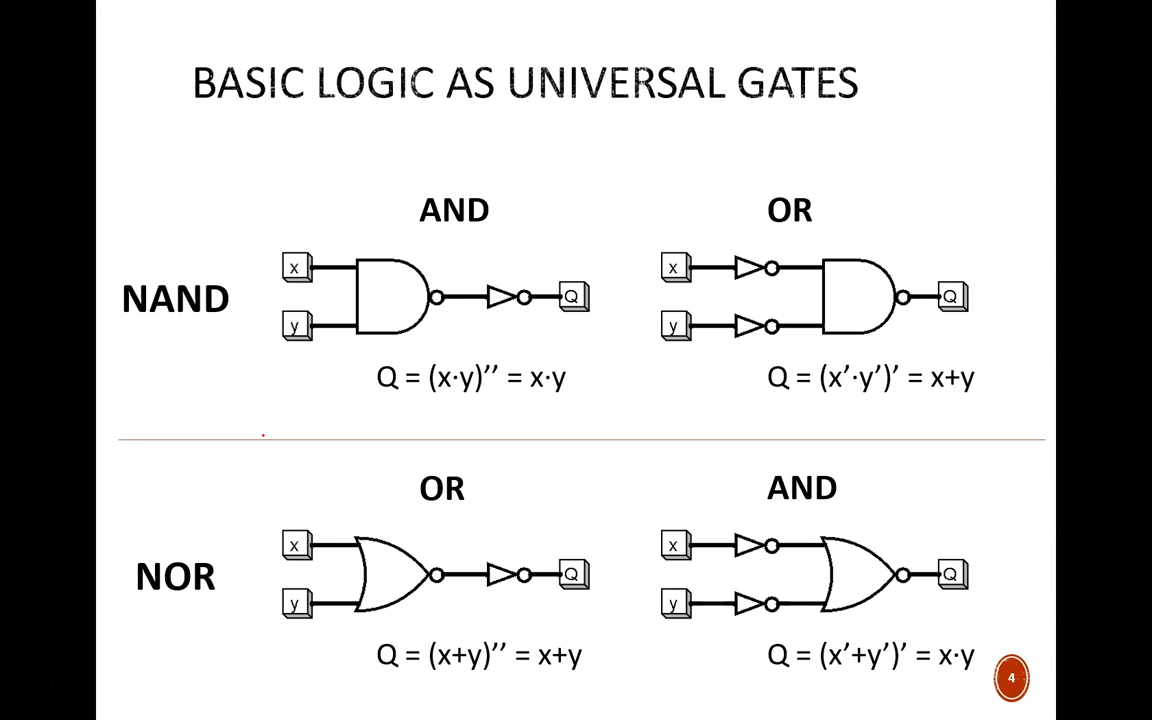 BASIC LOGIC AS UNIVERSAL GATES
AND
OR
NAND
x
y
Q
x
y
Q
Q = (x·y)’’ = x·y
Q = (x’·y’)’ = x+y
OR
AND
NOR
x
y
Q
x
y
Q
Q = (x+y)’’ = x+y
Q = (x’+y’)’ = x·y
4